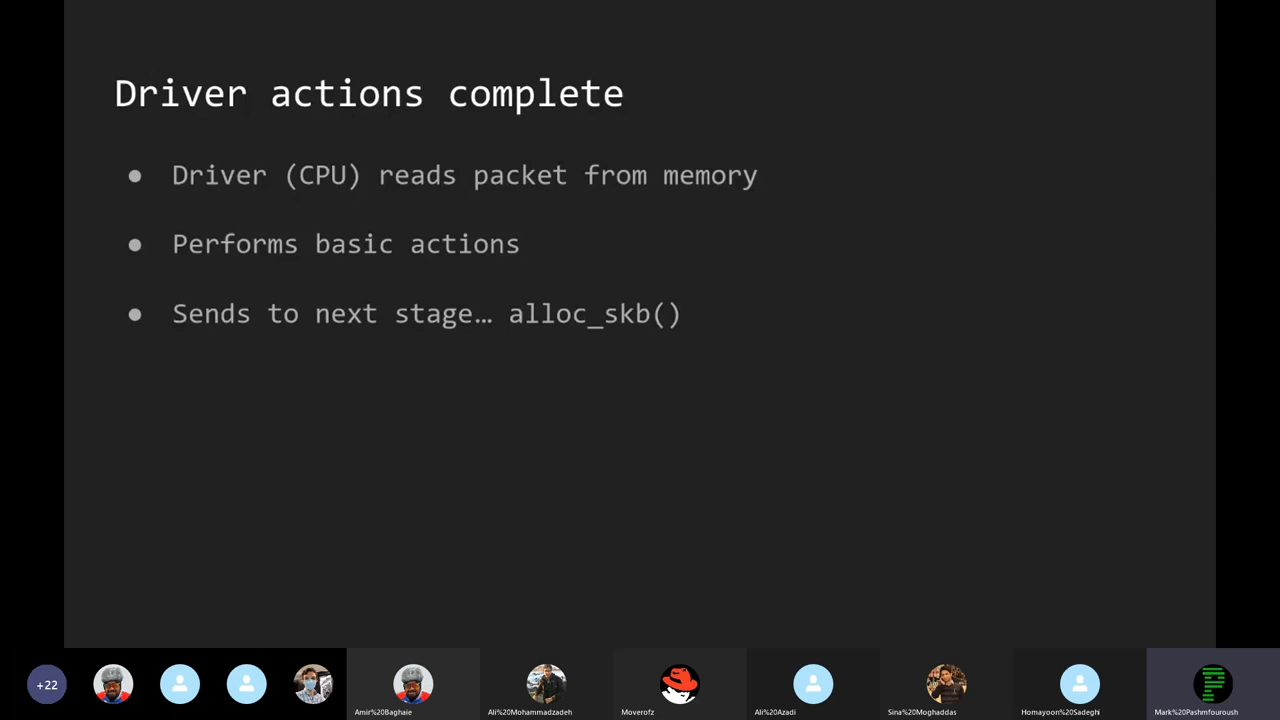 Driver actions complete
● Driver (CPU) reads packet from memory
● Performs basic actions
● Sends to next stage… alloc_skb()
+22
Amir%20Baghaie
Ali%20Mohammadzadeh
Moverofz
Ali%20Azadi
Sina%20Moghaddas
Homayoon%20Sadeghi
Mark%20Pashmfouroush